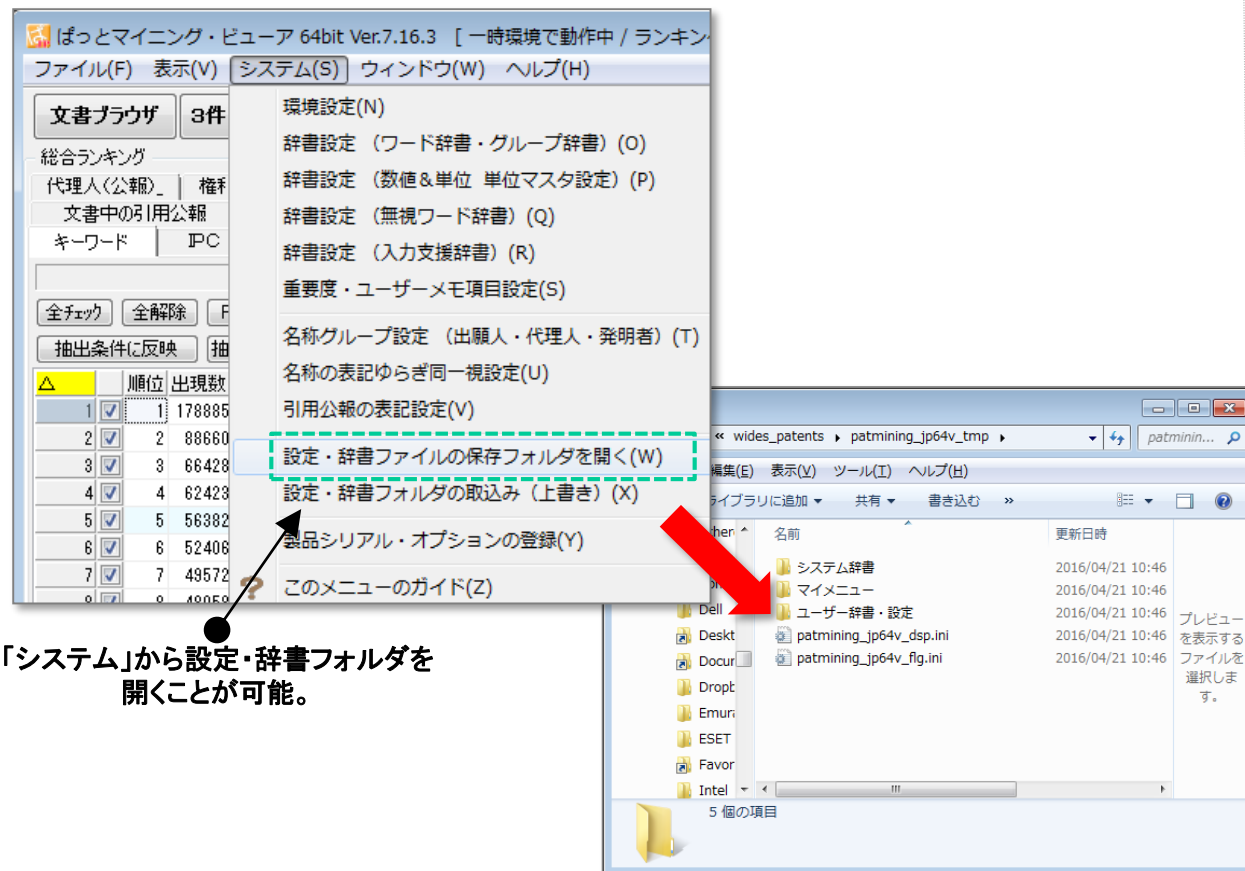 ぱっとマイニング・ビューア 64bit Ver.7.16.3 [ 一時環境で動作中 / ランキン
ファイル(F) 表示(V) システム(S) ウィンドウ(W) ヘルプ(H)
文書ブラウザ 3件
総合ランキング
代理人(公報)_
文書中の引用公報
キーワード IPC
全チェック 全解除 F
抽出条件に反映 抽
△ 順位 出現数
1 1 178885
2 2 88660
3 3 66428
4 4 62423
5 5 56382
6 6 52406
7 7 49572
環境設定(N)
辞書設定 (ワード辞書・グループ辞書) (O)
辞書設定 (数値&単位 単位マスタ設定) (P)
辞書設定 (無視ワード辞書) (Q)
辞書設定 (入力支援辞書) (R)
重要度・ユーザーメモ項目設定(S)
名称グループ設定 (出願人・代理人・発明者) (T)
名称の表記ゆらぎ同一視設定(U)
引用公報の表記設定(V)
設定・辞書ファイルの保存フォルダを開く(W)
設定・辞書フォルダの取込み(上書き) (X)
製品シリアル・オプションの登録(Y)
このメニューのガイド(Z)
「システム」から設定・辞書フォルダを
開くことが可能。
« wides_patents patmining_jp64v_tmp patminin...
編集(E) 表示(V) ツール(T) ヘルプ(H)
ライブラリに追加 共有 書き込む »
名前 更新日時
システム辞書 2016/04/21 10:46
マイメニュー 2016/04/21 10:46
ユーザー辞書・設定 2016/04/21 10:46
patmining_jp64v_dsp.ini 2016/04/21 10:46
patmining_jp64v_flg.ini 2016/04/21 10:46
Dell
Deskt
Docur
Dropb
Emura
ESET
Favor
Intel
プレビュー
を表示する
ファイルを
選択しま
す。
5 個の項目